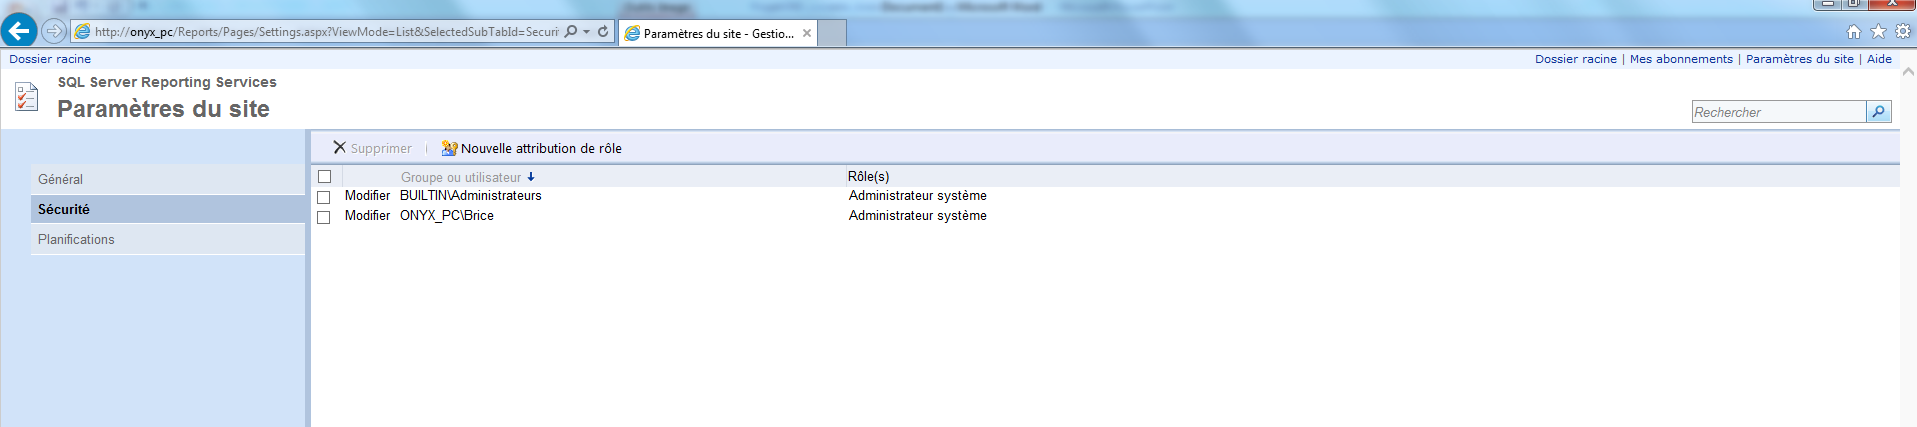 http://onyx_pc/Reports/Pages/Settings.aspx?ViewMode=List&SelectedSubTabId=Securi
Paramètres du site - Gestio...
Dossier racine
Dossier racine | Mes abonnements | Paramètres du site | Aide
SQL Server Reporting Services
Paramètres du site
Rechercher
Supprimer | Nouvelle attribution de rôle
Général
Sécurité
Planifications
Groupe ou utilisateur Rôle(s)
Modifier BUILTIN\Administrateurs Administrateur système
Modifier ONYX_PC\Brice Administrateur système